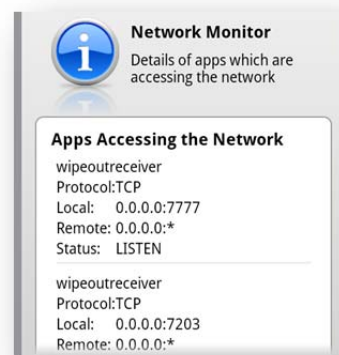 Network Monitor
Details of apps which are
accessing the network
Apps Accessing the Network
wipeoutreceiver
Protocol:TCP
Local: 0.0.0.0:7777
Remote: 0.0.0.0:*
Status: LISTEN
wipeoutreceiver
Protocol:TCP
Local: 0.0.0.0:7203
Remote: 0.0.0.0:*